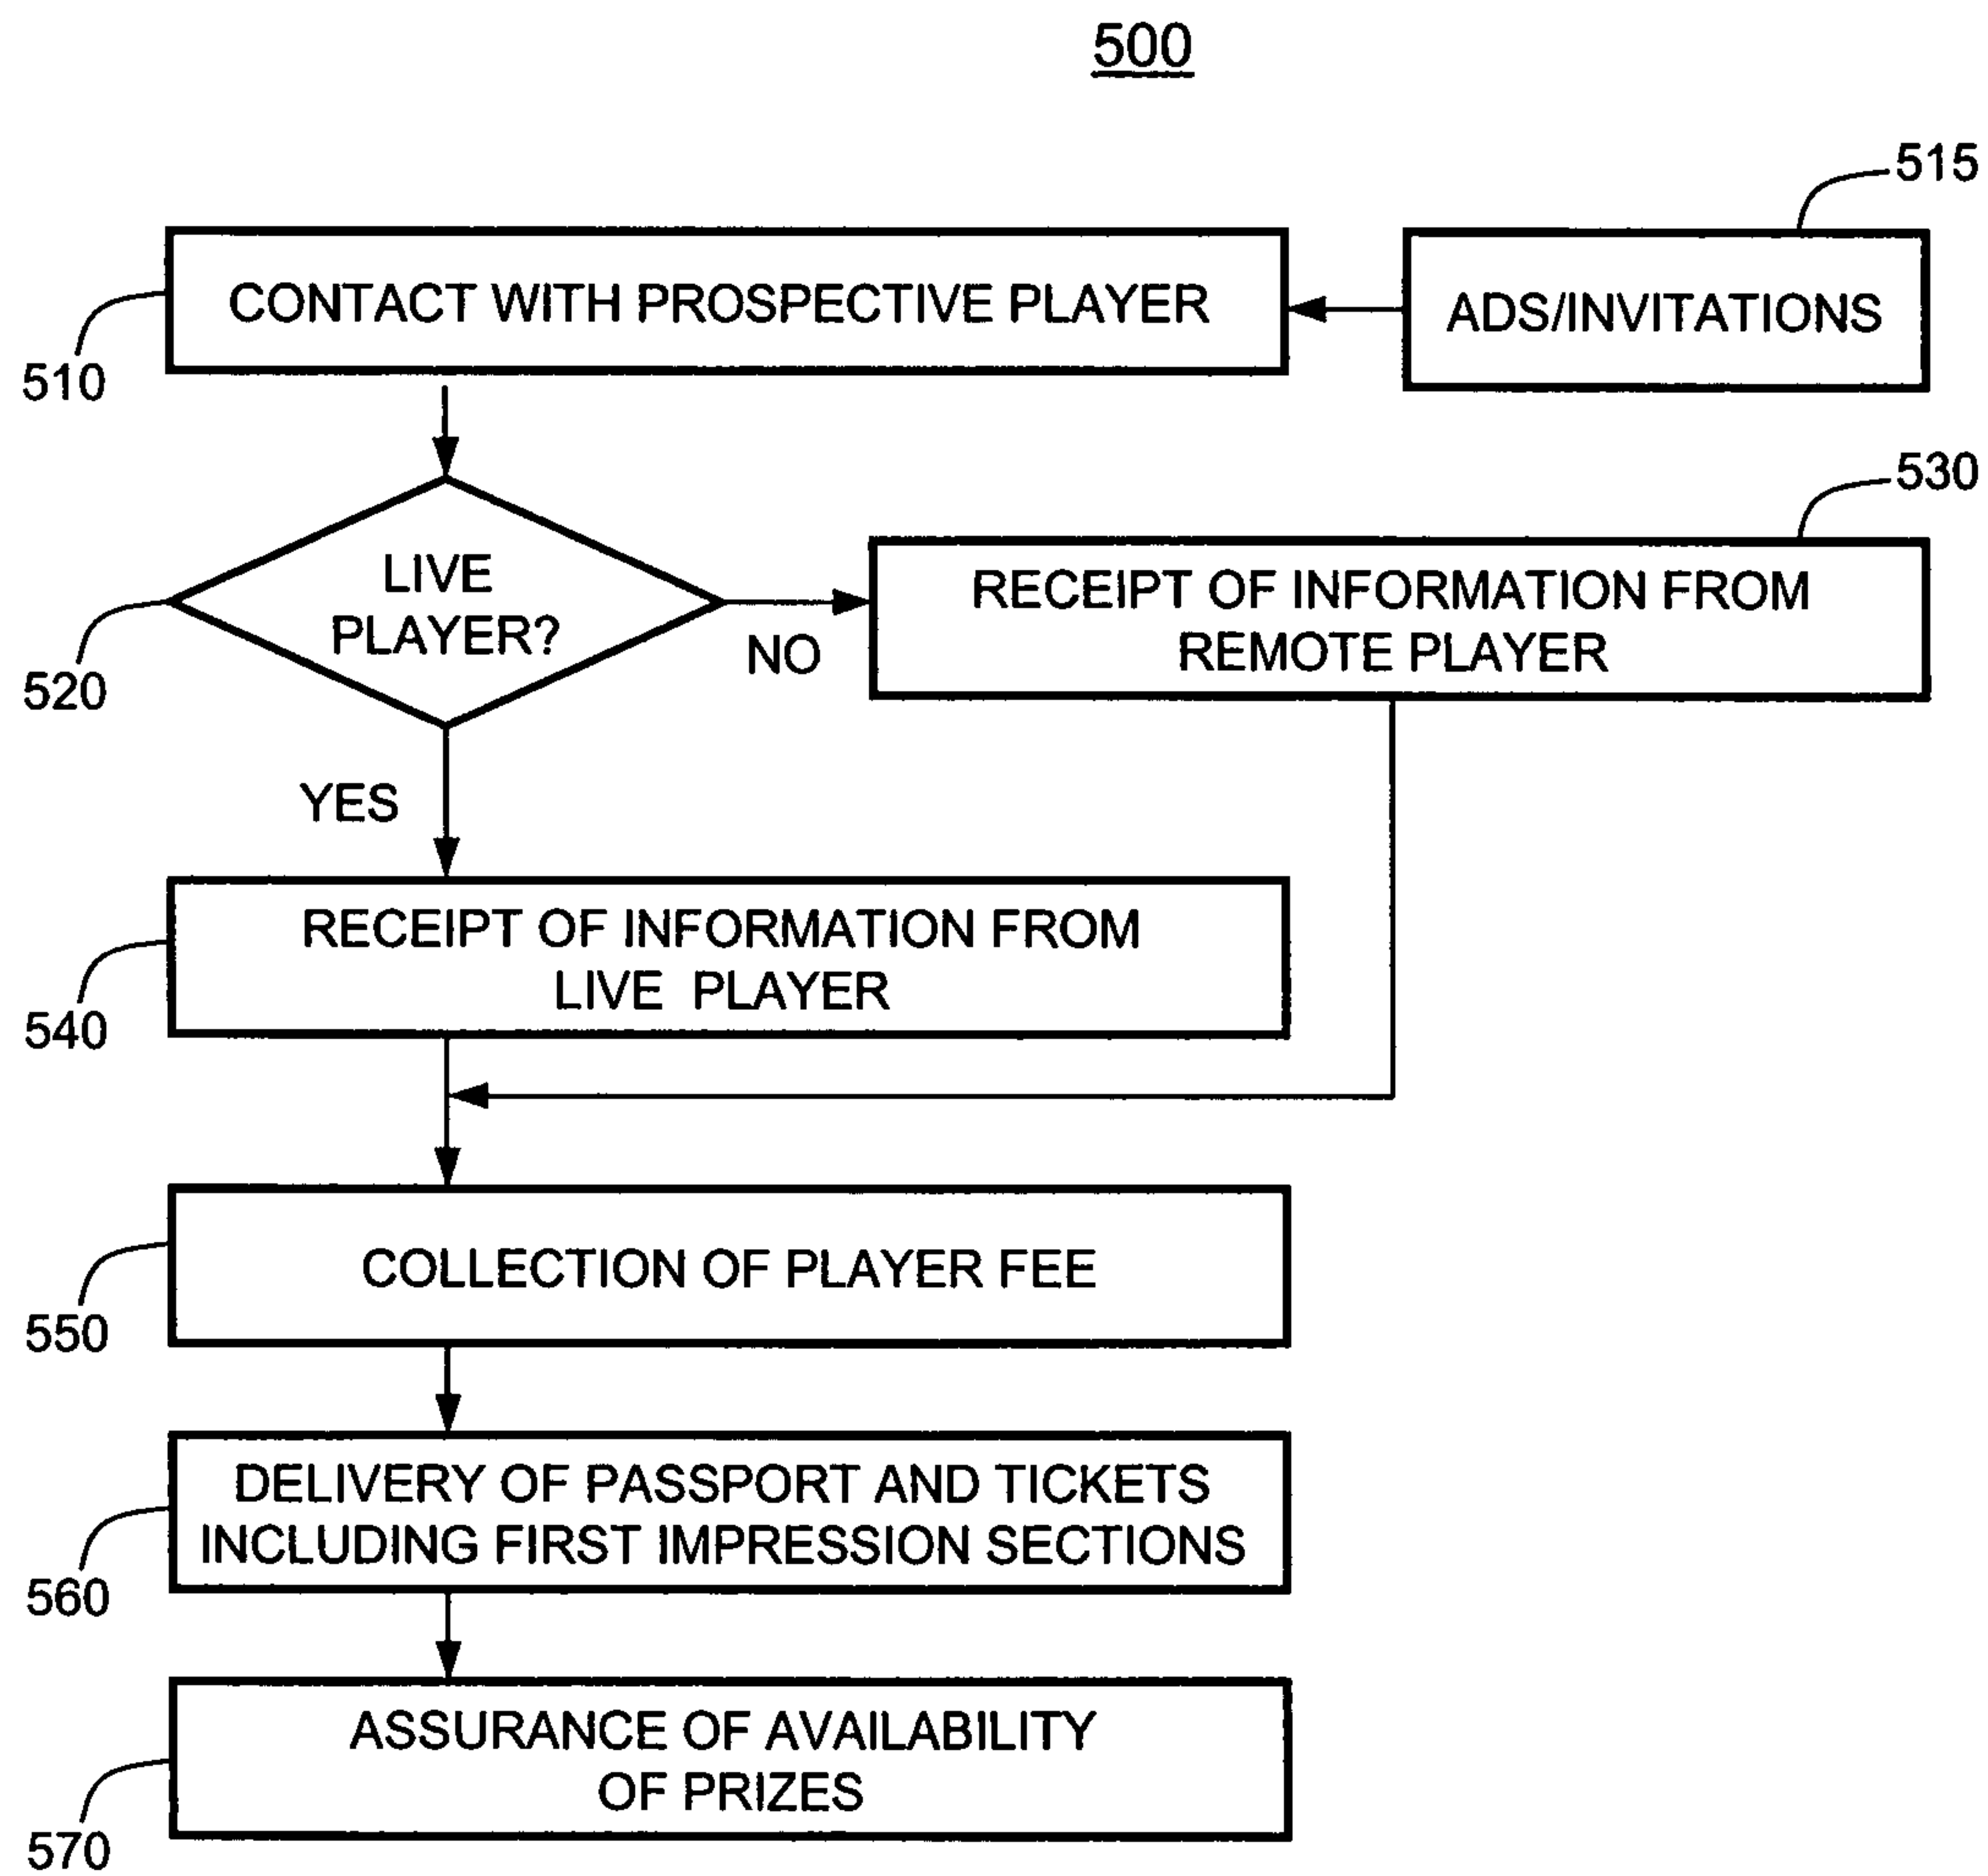 500
515
CONTACT WITH PROSPECTIVE PLAYER
ADS/INVITATIONS
510
530
LIVE
PLAYER?
RECEIPT OF INFORMATION FROM
REMOTE PLAYER
NO
520
YES
RECEIPT OF INFORMATION FROM
LIVE PLAYER
540
COLLECTION OF PLAYER FEE
550
DELIVERY OF PASSPORT AND TICKETS
INCLUDING FIRST IMPRESSION SECTIONS
560
ASSURANCE OF AVAILABILITY
OF PRIZES
570